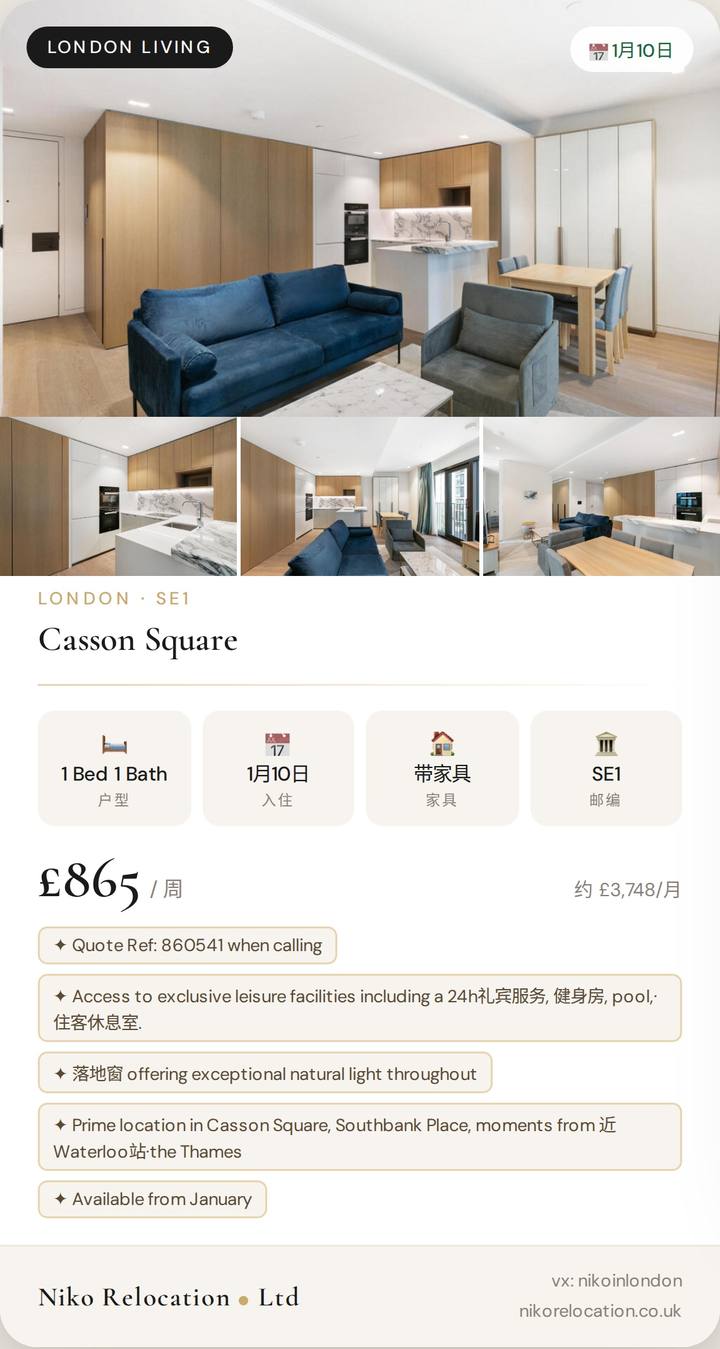 LONDON LIVING
📅1月10日
LONDON · SE1
Casson Square
🛏️
1 Bed 1 Bath
户型
📅
1月10日
入住
🏠
带家具
家具
🏛️
SE1
邮编
£865 / 周
约 £3,748/月
✦ Quote Ref: 860541 when calling
✦ Access to exclusive leisure facilities including a 24h礼宾服务, 健身房, pool,·
住客休息室.
✦ 落地窗 offering exceptional natural light throughout
✦ Prime location in Casson Square, Southbank Place, moments from 近
Waterloo站·the Thames
✦ Available from January
Niko Relocation ● Ltd
vx: nikoinlondon
nikorelocation.co.uk